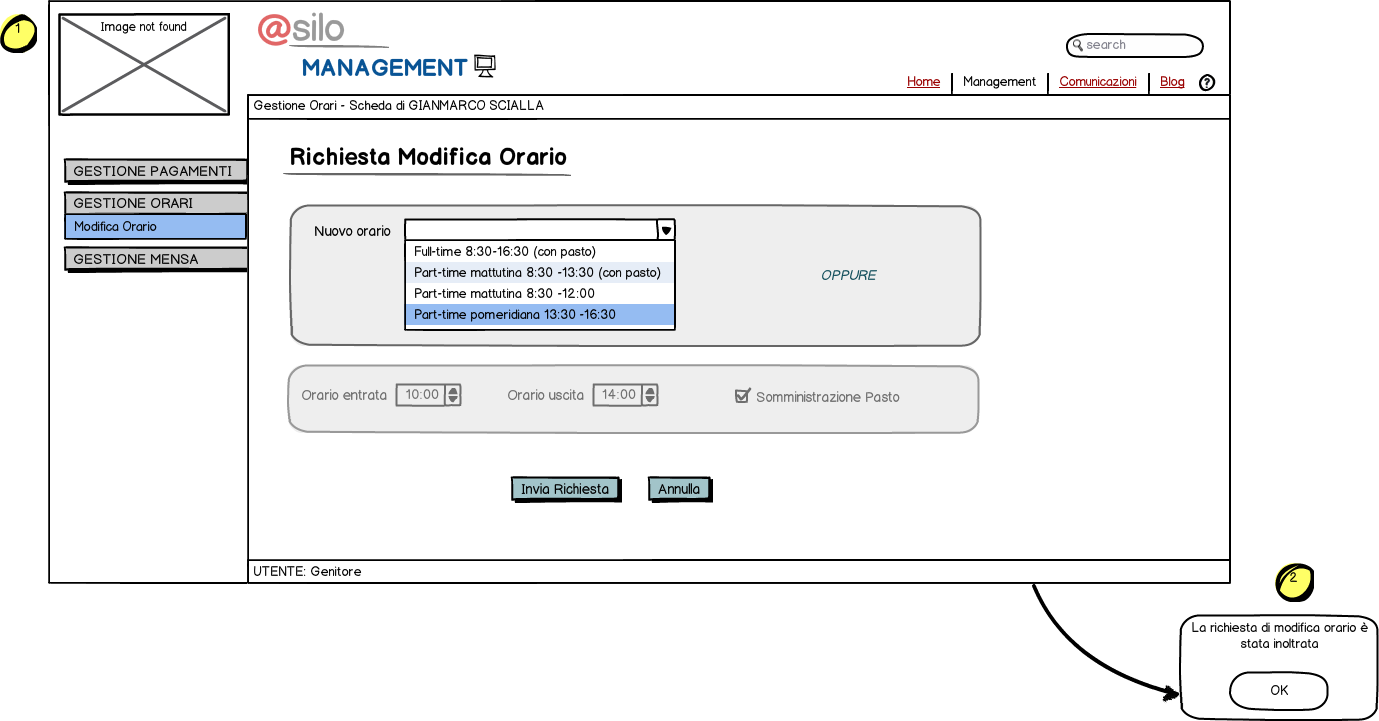 1
Image not found
@silo
MANAGEMENT
search
Home
Management
Comunicazioni
Blog
?
Gestione Orari - Scheda di GIANMARCO SCIALLA
GESTIONE PAGAMENTI
GESTIONE ORARI
Modifica Orario
GESTIONE MENSA
Richiesta Modifica Orario
Nuovo orario
Full-time 8:30-16:30 (con pasto)
Part-time mattutina 8:30 -13:30 (con pasto)
Part-time mattutina 8:30 -12:00
Part-time pomeridiana 13:30 -16:30
OPPURE
Orario entrata 10:00
Orario uscita 14:00
Somministrazione Pasto
Invia Richiesta
Annulla
UTENTE: Genitore
2
La richiesta di modifica orario è
stata inoltrata
OK